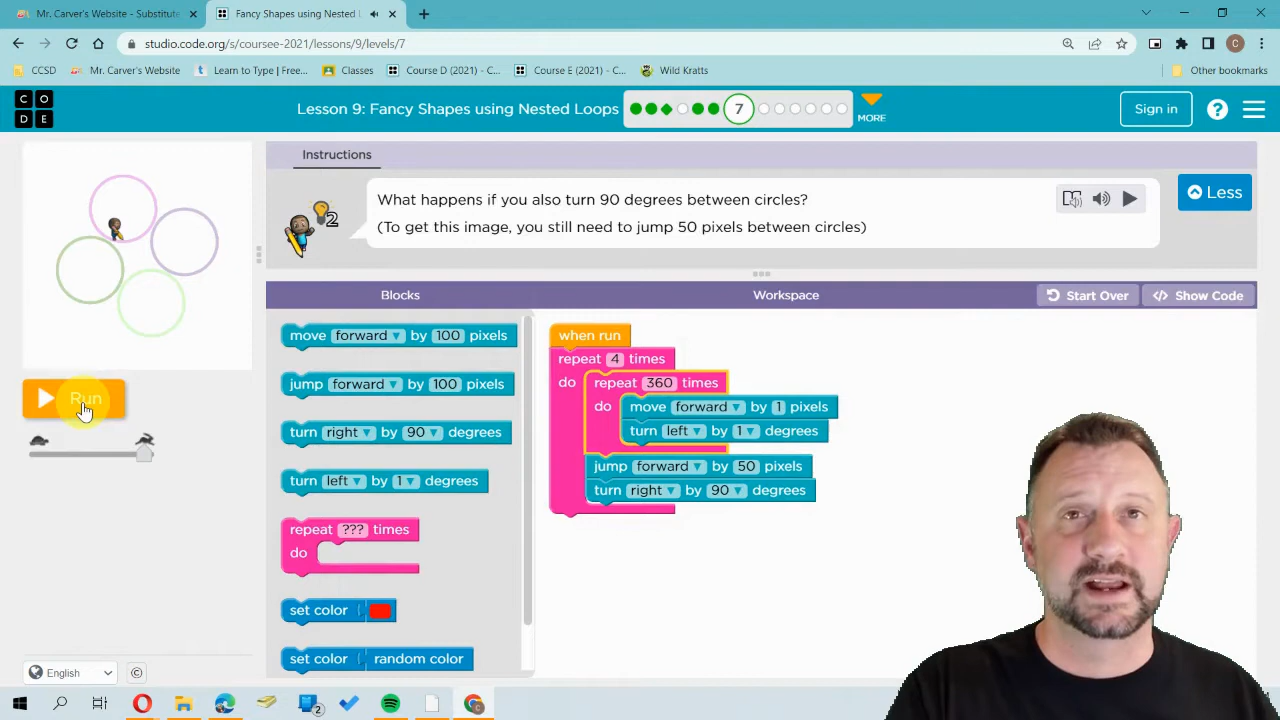 Mr. Carver's Website - Substitute
Fancy Shapes using Nested L
studio.code.org/s/coursee-2021/lessons/9/levels/7
CCSD
Mr. Carver's Website
Learn to Type | Free...
Classes
Course D (2021) - C...
Course E (2021) - C...
Wild Kratts
Other bookmarks
C O
D E
Lesson 9: Fancy Shapes using Nested Loops
7
MORE
Sign in
Instructions
2
What happens if you also turn 90 degrees between circles?
(To get this image, you still need to jump 50 pixels between circles)
Less
Blocks
Workspace
Start Over
Show Code
Run
move forward by 100 pixels
jump forward by 100 pixels
turn right by 90 degrees
turn left by 1 degrees
repeat ??? times
do
set color
set color random color
when run
repeat 4 times
do repeat 360 times
do move forward by 1 pixels
turn left by 1 degrees
jump forward by 50 pixels
turn right by 90 degrees
English
©
2